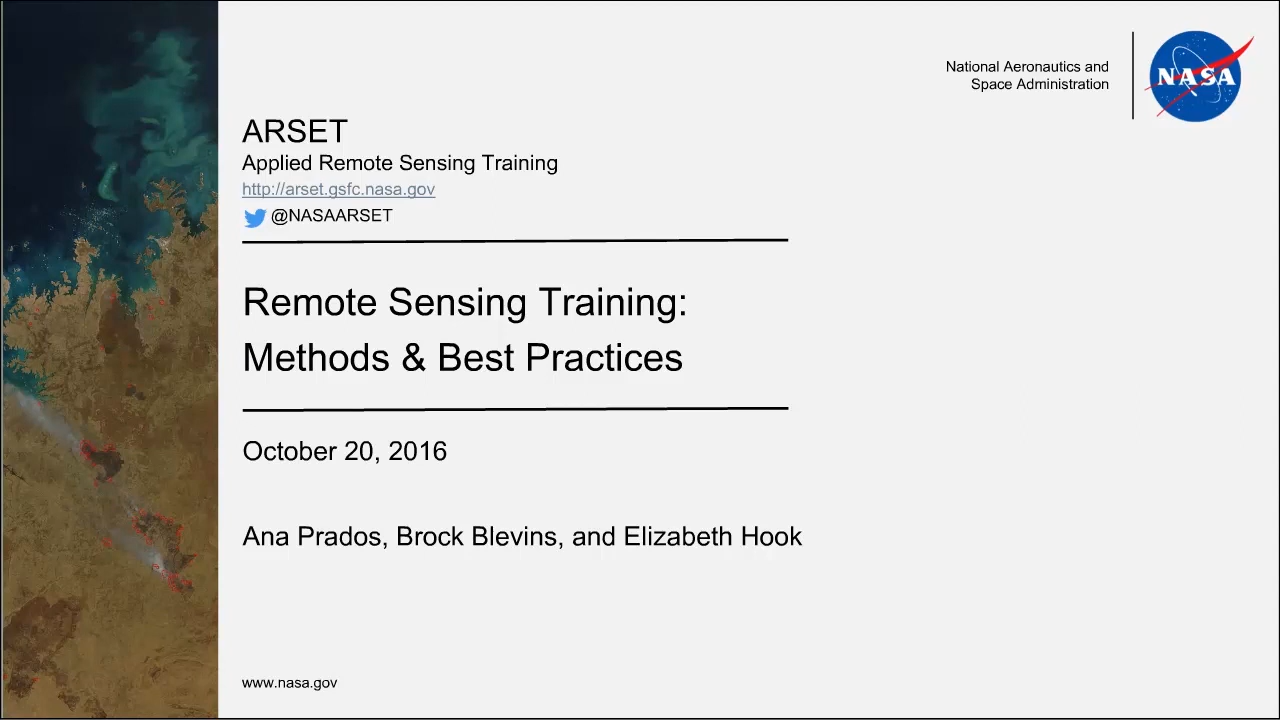 National Aeronautics and
Space Administration
NASA
ARSET
Applied Remote Sensing Training
http://arset.gsfc.nasa.gov
@NASAARSET
Remote Sensing Training:
Methods & Best Practices
October 20, 2016
Ana Prados, Brock Blevins, and Elizabeth Hook
www.nasa.gov